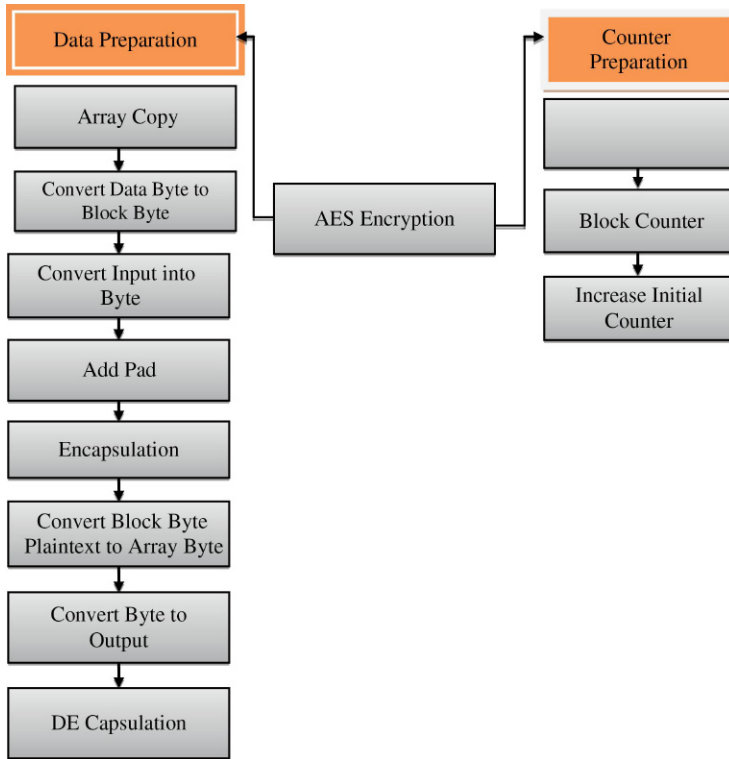 Data Preparation
Array Copy
Convert Data Byte to
Block Byte
Convert Input into
Byte
Add Pad
Encapsulation
Convert Block Byte
Plaintext to Array Byte
Convert Byte to
Output
DE Capsulation
AES Encryption
Counter
Preparation
Block Counter
Increase Initial
Counter